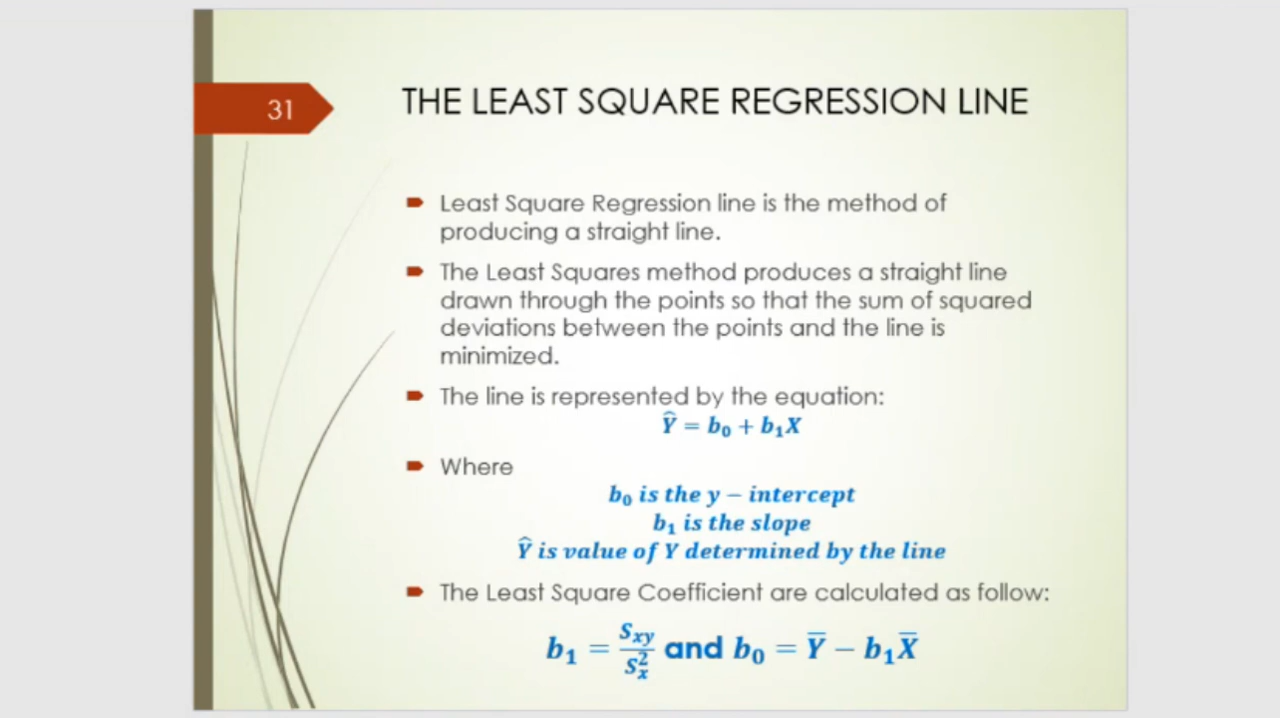 31
THE LEAST SQUARE REGRESSION LINE
Least Square Regression line is the method of
producing a straight line.
The Least Squares method produces a straight line
drawn through the points so that the sum of squared
deviations between the points and the line is
minimized.
The line is represented by the equation:
Ŷ = b₀ + b₁X
Where
b₀ is the y − intercept
b₁ is the slope
Ŷ is value of Y determined by the line
The Least Square Coefficient are calculated as follow:
b₁ = Sxy/S²x and b₀ = Y̅ − b₁X̅